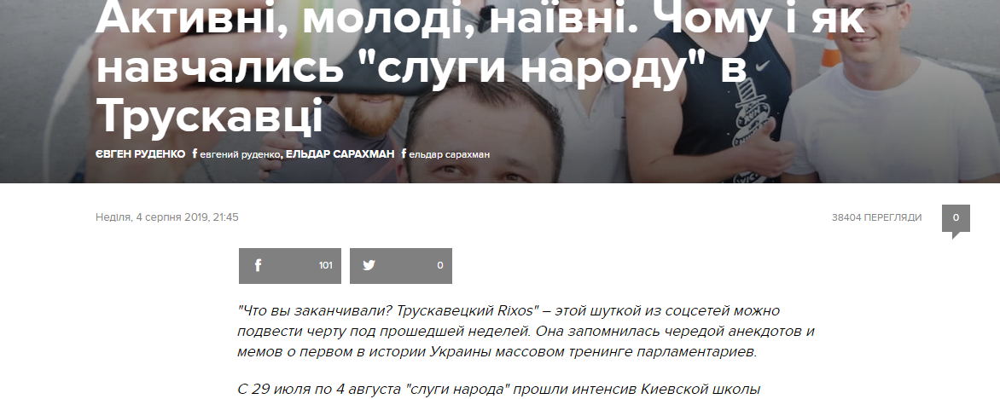 Активні, молоді, наївні. Чому і як
навчались "слуги народу" в
Трускавці
ЄВГЕН РУДЕНКО f евгений руденко, ЕЛЬДАР САРАХМАН f ельдар сарахман
Неділя, 4 серпня 2019, 21:45
38404 ПЕРЕГЛЯДИ
0
101
0
"Что вы заканчивали? Трускавецкий Rixos" – этой шуткой из соцсетей можно
подвести черту под прошедшей неделей. Она запомнилась чередой анекдотов и
мемов о первом в истории Украины массовом тренинге парламентариев.
С 29 июля по 4 августа "слуги народа" прошли интенсив Киевской школы